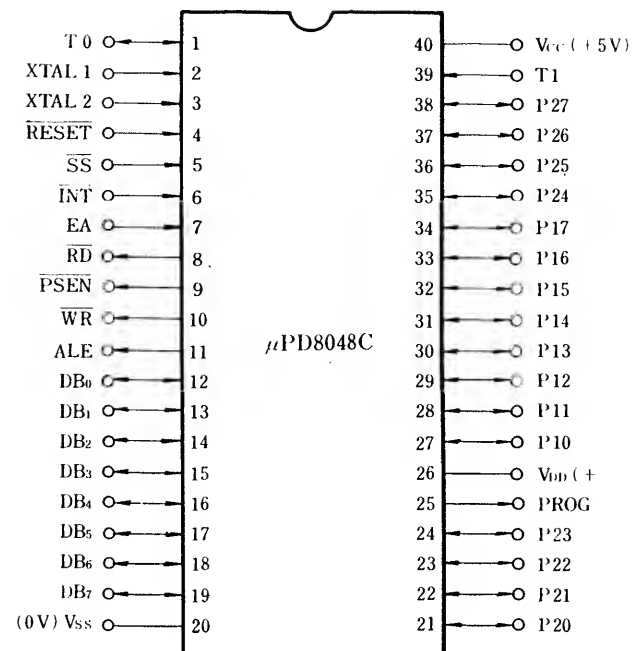 T0 1 40 Vcc (+5V)
XTAL 1 2 39 T1
XTAL 2 3 38 P27
RESET 4 37 P26
SS 5 36 P25
INT 6 35 P24
EA 7 34 P17
RD 8 33 P16
PSEN 9 32 P15
WR 10 31 P14
ALE 11 μPD8048C 30 P13
DB₀ 12 29 P12
DB₁ 13 28 P11
DB₂ 14 27 P10
DB₃ 15 26 VDD (+
DB₄ 16 25 PROG
DB₅ 17 24 P23
DB₆ 18 23 P22
DB₇ 19 22 P21
(0V) Vss 20 21 P20